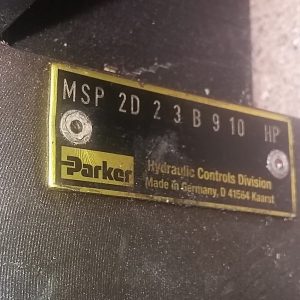 MSP 2D 2 3 B 9 10 HP
Parker
Hydraulic Controls Division
Made in Germany, D 41564 Kaarst